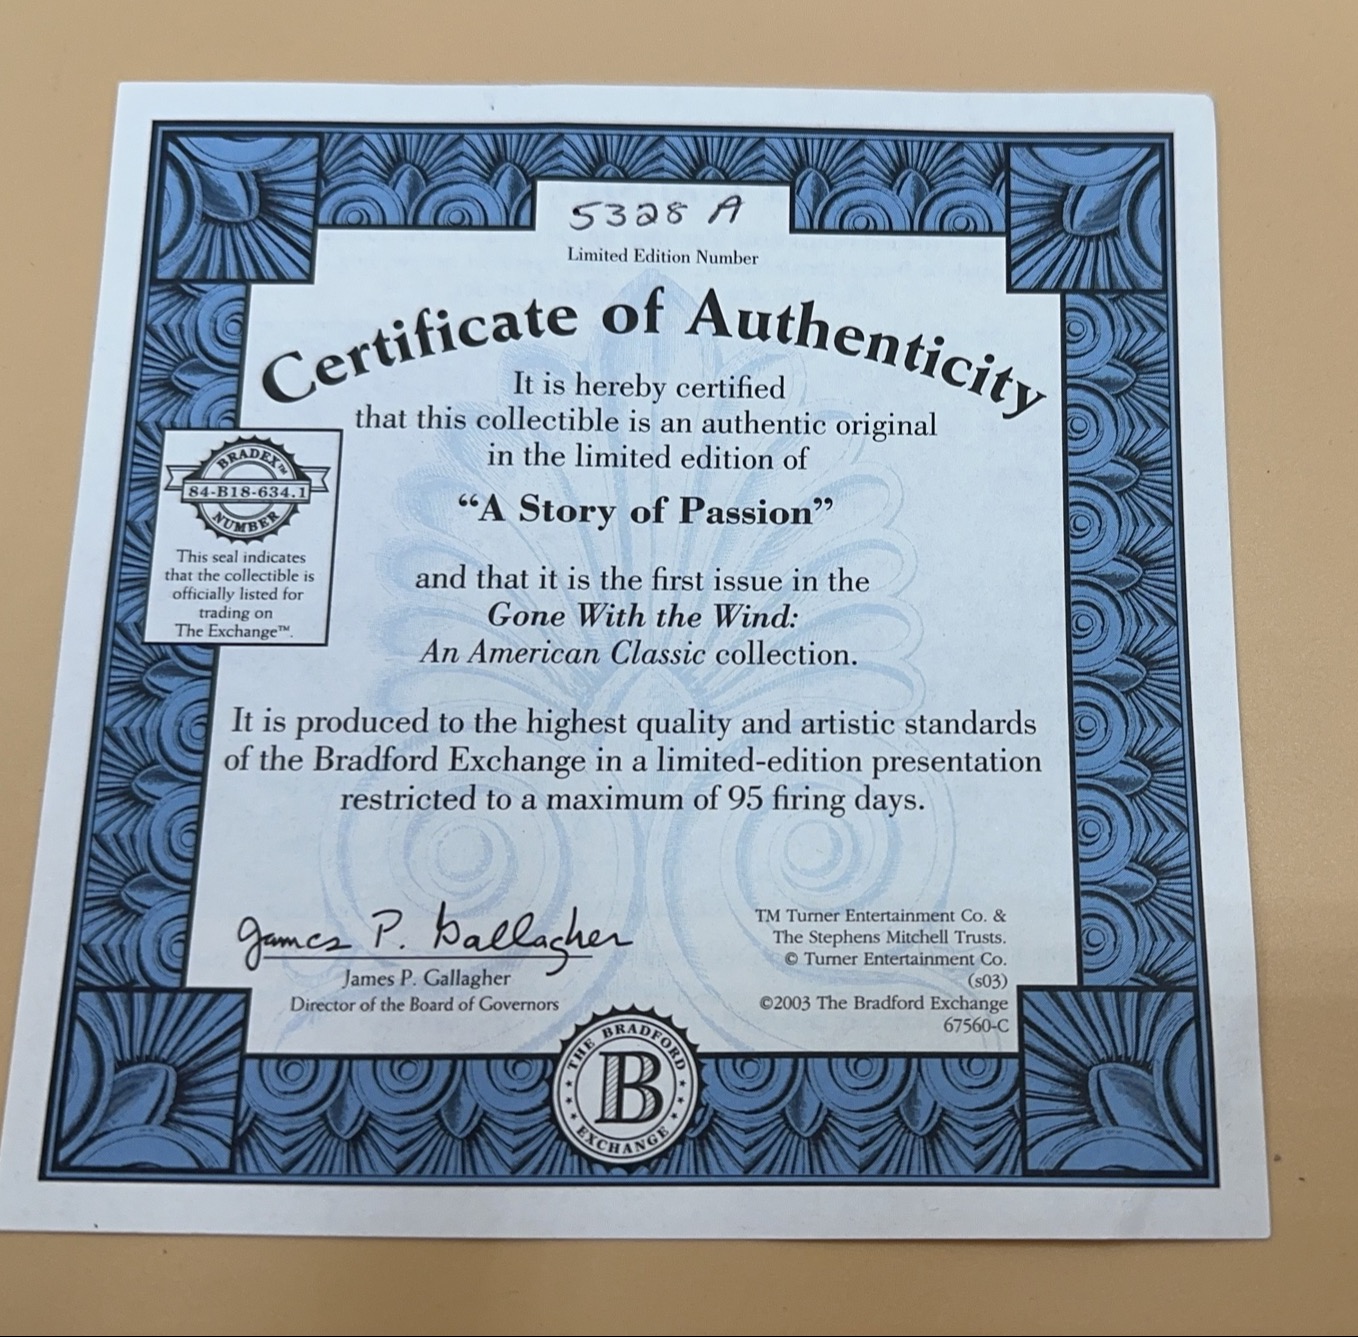 5328 A
Limited Edition Number
Certificate of Authenticity
It is hereby certified
that this collectible is an authentic original
in the limited edition of
“A Story of Passion”
and that it is the first issue in the
Gone With the Wind:
An American Classic collection.
BRADEX™
84-B18-634.1
NUMBER
This seal indicates
that the collectible is
officially listed for
trading on
The Exchange™.
It is produced to the highest quality and artistic standards
of the Bradford Exchange in a limited-edition presentation
restricted to a maximum of 95 firing days.
James P. Gallagher
James P. Gallagher
Director of the Board of Governors
TM Turner Entertainment Co. &
The Stephens Mitchell Trusts.
© Turner Entertainment Co.
(s03)
©2003 The Bradford Exchange
67560-C
THE BRADFORD
B
EXCHANGE